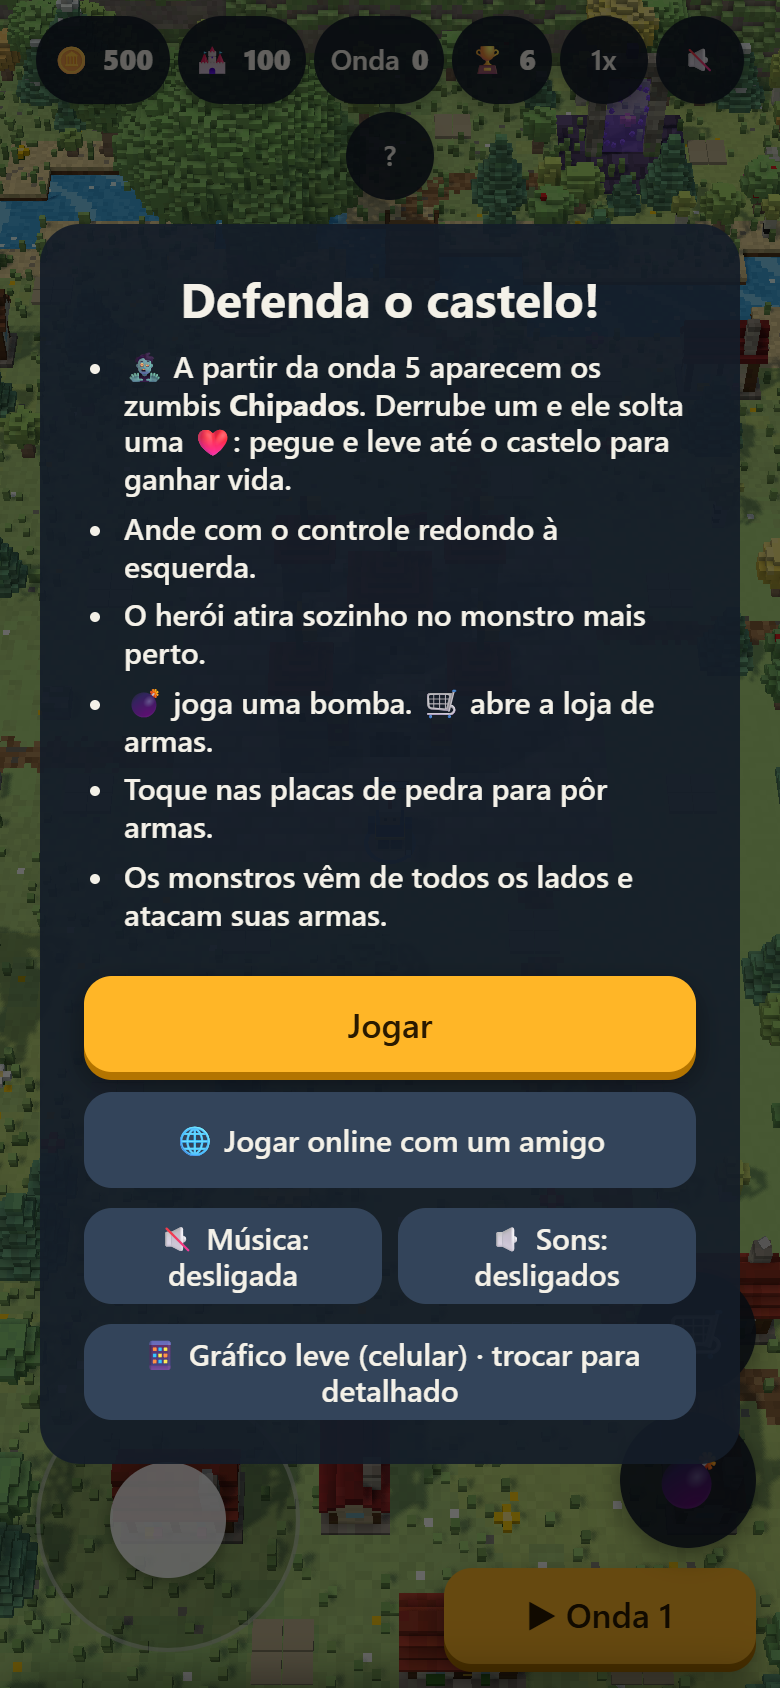 500 100 Onda 0 6 1x
?
Defenda o castelo!
A partir da onda 5 aparecem os
zumbis Chipados. Derrube um e ele solta
uma ❤️: pegue e leve até o castelo para
ganhar vida.
Ande com o controle redondo à
esquerda.
O herói atira sozinho no monstro mais
perto.
💣 joga uma bomba. 🛒 abre a loja de
armas.
Toque nas placas de pedra para pôr
armas.
Os monstros vêm de todos os lados e
atacam suas armas.
Jogar
Jogar online com um amigo
Música:
desligada
Sons:
desligados
Gráfico leve (celular) · trocar para
detalhado
▶ Onda 1